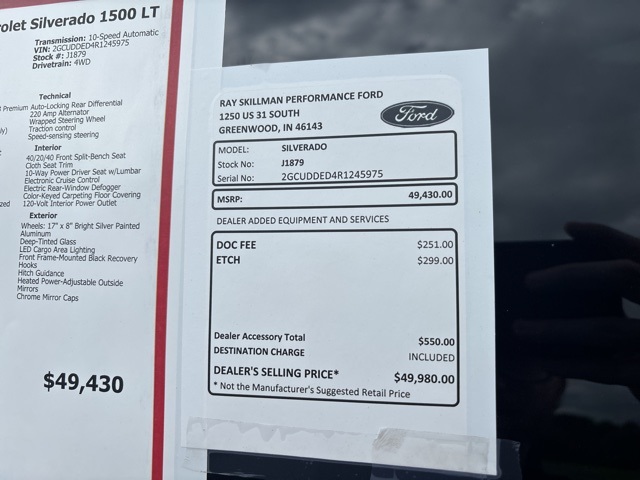 rolet Silverado 1500 LT
Transmission: 10-Speed Automatic
VIN: 2GCUDDED4R1245975
Stock #: J1879
Drivetrain: 4WD
Technical
Premium Auto-Locking Rear Differential
220 Amp Alternator
Wrapped Steering Wheel
ly) Traction control
Speed-sensing steering
Interior
40/20/40 Front Split-Bench Seat
Cloth Seat Trim
10-Way Power Driver Seat w/Lumbar
Electronic Cruise Control
Electric Rear-Window Defogger
Color-Keyed Carpeting Floor Covering
zed 120-Volt Interior Power Outlet
Exterior
Wheels: 17" x 8" Bright Silver Painted
Aluminum
Deep-Tinted Glass
LED Cargo Area Lighting
Front Frame-Mounted Black Recovery
Hooks
Hitch Guidance
Heated Power-Adjustable Outside
Mirrors
Chrome Mirror Caps
$49,430
RAY SKILLMAN PERFORMANCE FORD
1250 US 31 SOUTH
GREENWOOD, IN 46143
Ford
MODEL: SILVERADO
Stock No: J1879
Serial No: 2GCUDDED4R1245975
MSRP: 49,430.00
DEALER ADDED EQUIPMENT AND SERVICES
DOC FEE $251.00
ETCH $299.00
Dealer Accessory Total $550.00
DESTINATION CHARGE INCLUDED
DEALER'S SELLING PRICE* $49,980.00
* Not the Manufacturer's Suggested Retail Price